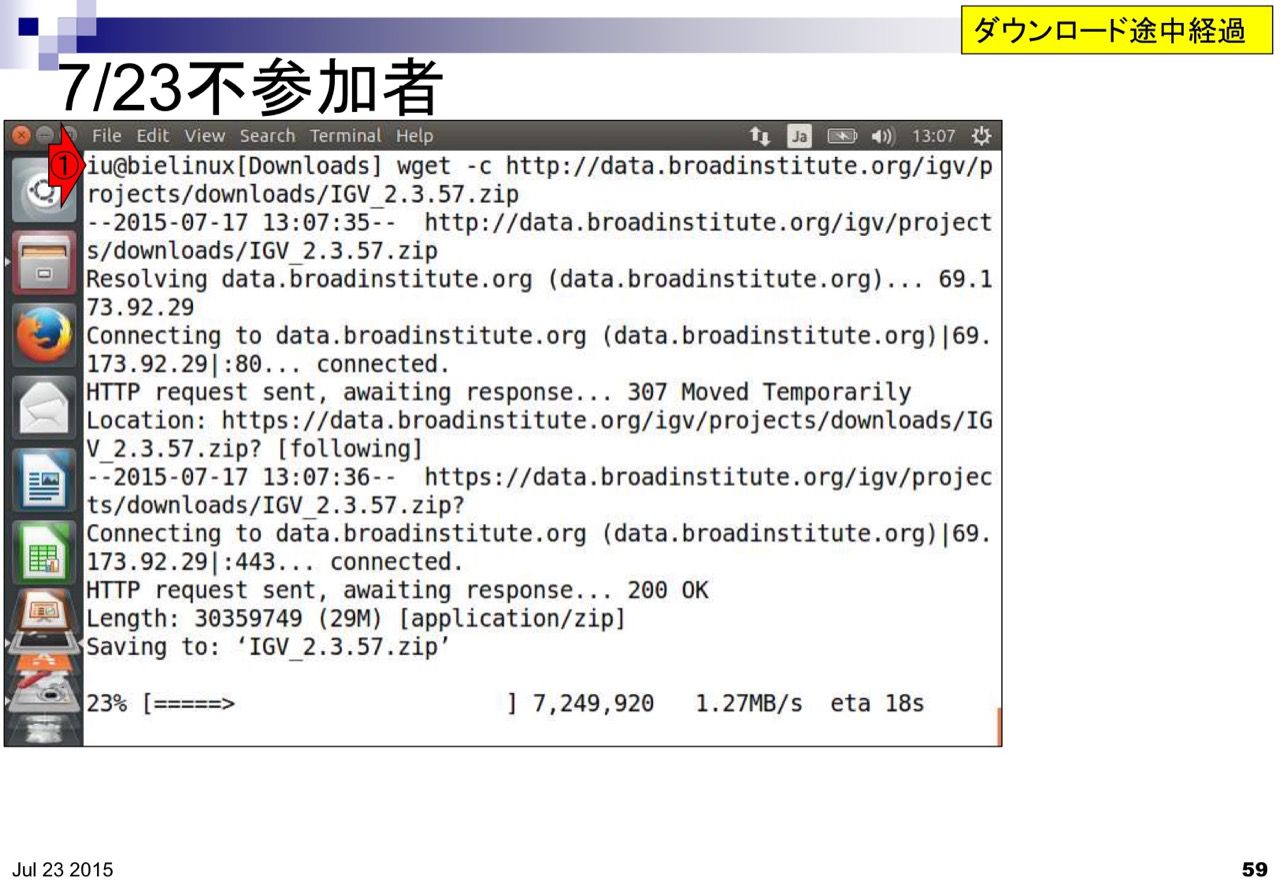 ダウンロード途中経過
7/23不参加者
File Edit View Search Terminal Help Ja 13:07
①
iu@bielinux[Downloads] wget -c http://data.broadinstitute.org/igv/p
rojects/downloads/IGV_2.3.57.zip
--2015-07-17 13:07:35--  http://data.broadinstitute.org/igv/project
s/downloads/IGV_2.3.57.zip
Resolving data.broadinstitute.org (data.broadinstitute.org)... 69.1
73.92.29
Connecting to data.broadinstitute.org (data.broadinstitute.org)|69.
173.92.29|:80... connected.
HTTP request sent, awaiting response... 307 Moved Temporarily
Location: https://data.broadinstitute.org/igv/projects/downloads/IG
V_2.3.57.zip? [following]
--2015-07-17 13:07:36--  https://data.broadinstitute.org/igv/projec
ts/downloads/IGV_2.3.57.zip?
Connecting to data.broadinstitute.org (data.broadinstitute.org)|69.
173.92.29|:443... connected.
HTTP request sent, awaiting response... 200 OK
Length: 30359749 (29M) [application/zip]
Saving to: ‘IGV_2.3.57.zip’
23% [=====>                    ] 7,249,920   1.27MB/s  eta 18s
Jul 23 2015
59